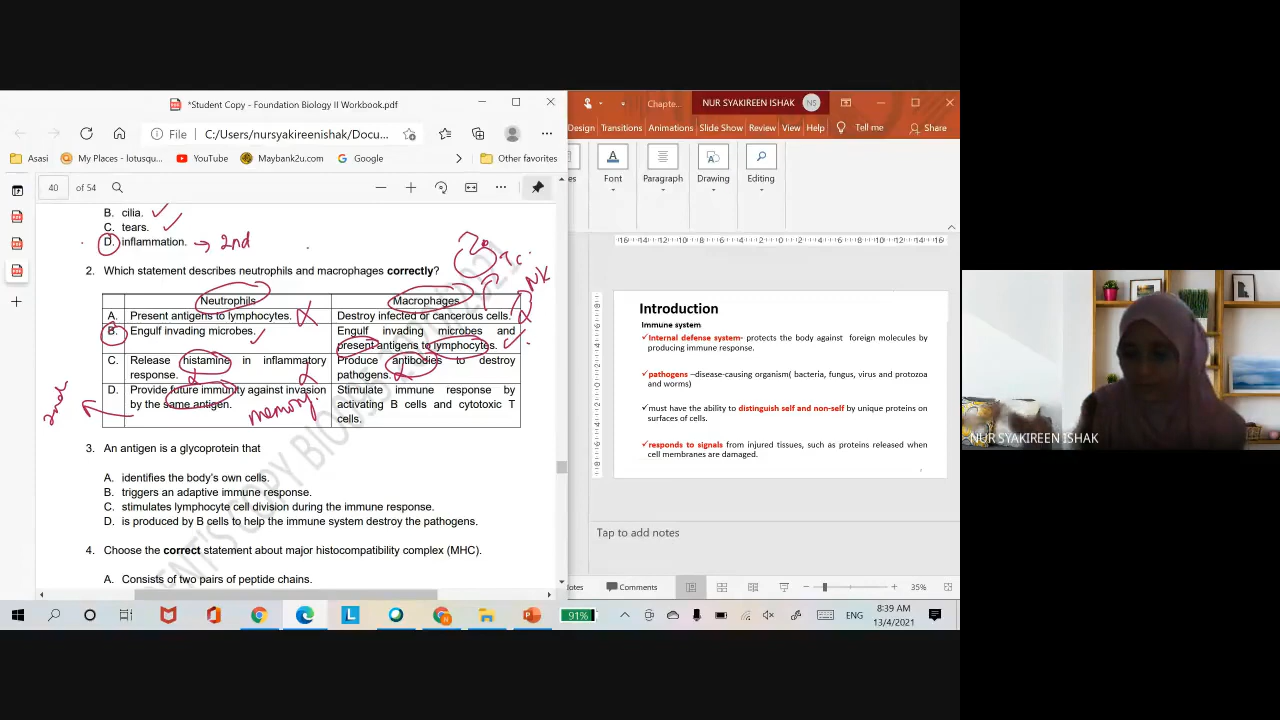 *Student Copy - Foundation Biology II Workbook.pdf
File
C:/Users/nursyakireenishak/Docu...
Asasi
My Places - lotusqu...
YouTube
Maybank2u.com
Google
Other favorites
40
of 54
B. cilia.
C. tears.
D. inflammation. → 2nd
2. Which statement describes neutrophils and macrophages correctly?
Tc
NK
Neutrophils
Macrophages
A. Present antigens to lymphocytes.
Destroy infected or cancerous cells.
B. Engulf invading microbes.
Engulf invading microbes and
present antigens to lymphocytes.
C. Release histamine in inflammatory
response.
Produce antibodies to destroy
pathogens.
D. Provide future immunity against invasion
by the same antigen.
Stimulate immune response by
activating B cells and cytotoxic T
cells.
2nd
memory.
3. An antigen is a glycoprotein that
A. identifies the body's own cells.
B. triggers an adaptive immune response.
C. stimulates lymphocyte cell division during the immune response.
D. is produced by B cells to help the immune system destroy the pathogens.
4. Choose the correct statement about major histocompatibility complex (MHC).
A. Consists of two pairs of peptide chains.
Chapte...
NUR SYAKIREEN ISHAK
NS
Design
Transitions
Animations
Slide Show
Review
View
Help
Tell me
Share
Font
Paragraph
Drawing
Editing
Introduction
Immune system
✓Internal defense system- protects the body against foreign molecules by
producing immune response.
✓pathogens –disease-causing organism( bacteria, fungus, virus and protozoa
and worms)
✓must have the ability to distinguish self and non-self by unique proteins on
surfaces of cells.
✓responds to signals from injured tissues, such as proteins released when
cell membranes are damaged.
Tap to add notes
Comments
35%
91%
ENG
8:39 AM
13/4/2021
NUR SYAKIREEN ISHAK